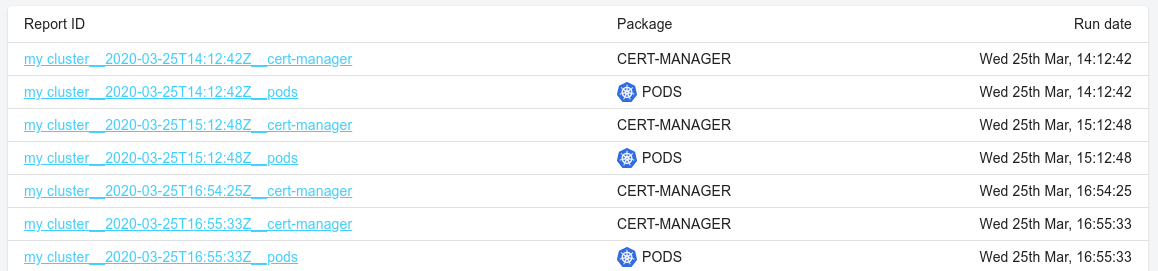 Report ID Package Run date
my cluster__2020-03-25T14:12:42Z__cert-manager CERT-MANAGER Wed 25th Mar, 14:12:42
my cluster__2020-03-25T14:12:42Z__pods PODS Wed 25th Mar, 14:12:42
my cluster__2020-03-25T15:12:48Z__cert-manager CERT-MANAGER Wed 25th Mar, 15:12:48
my cluster__2020-03-25T15:12:48Z__pods PODS Wed 25th Mar, 15:12:48
my cluster__2020-03-25T16:54:25Z__cert-manager CERT-MANAGER Wed 25th Mar, 16:54:25
my cluster__2020-03-25T16:55:33Z__cert-manager CERT-MANAGER Wed 25th Mar, 16:55:33
my cluster__2020-03-25T16:55:33Z__pods PODS Wed 25th Mar, 16:55:33